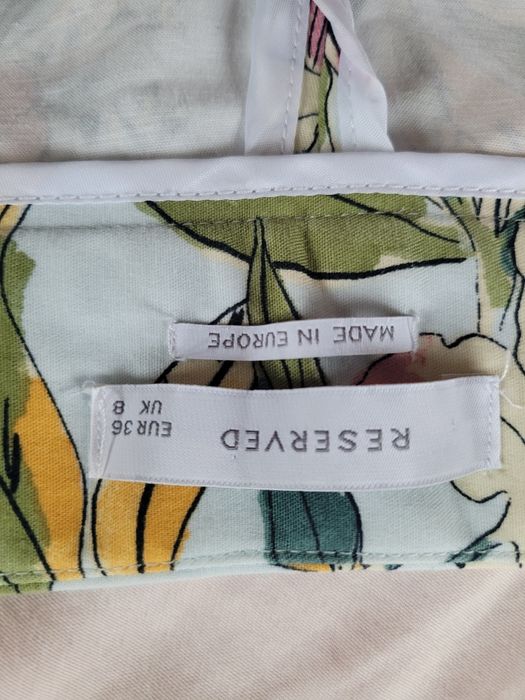 RESERVED
EUR 36
UK 8
MADE IN EUROPE